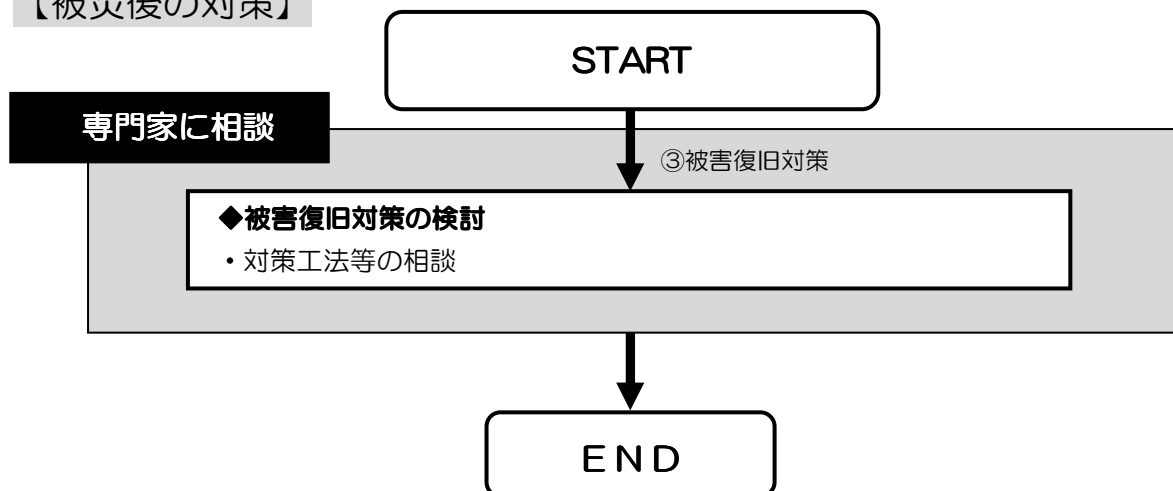 【被災後の対策】
START
専門家に相談
③被害復旧対策
◆被害復旧対策の検討
・対策工法等の相談
END